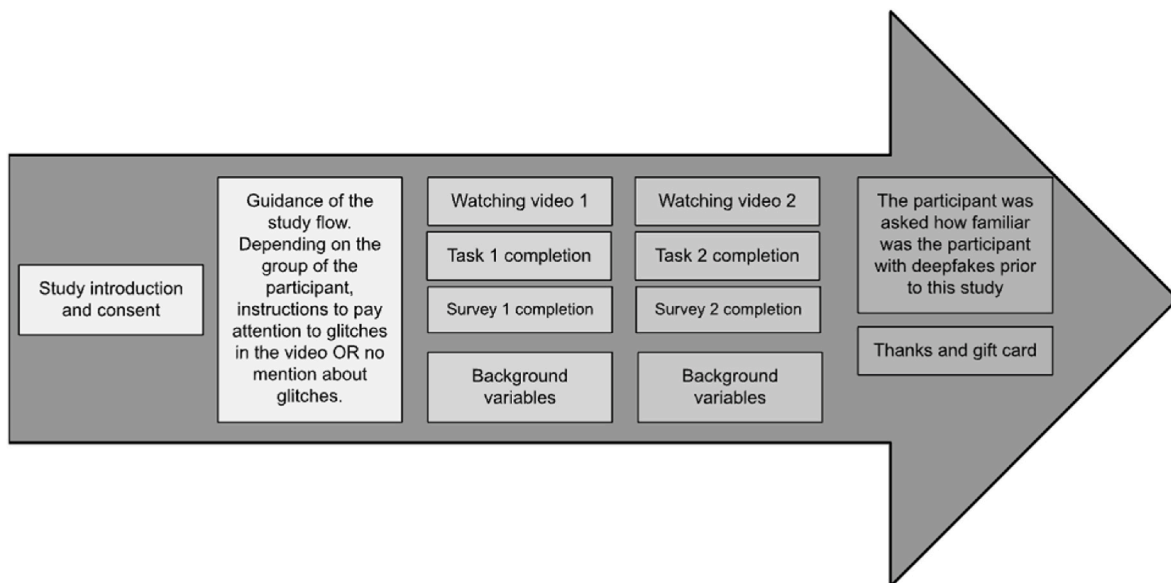 Study introduction
and consent
Guidance of the
study flow.
Depending on the
group of the
participant,
instructions to pay
attention to glitches
in the video OR no
mention about
glitches.
Watching video 1
Task 1 completion
Survey 1 completion
Background
variables
Watching video 2
Task 2 completion
Survey 2 completion
Background
variables
The participant was
asked how familiar
was the participant
with deepfakes prior
to this study
Thanks and gift card